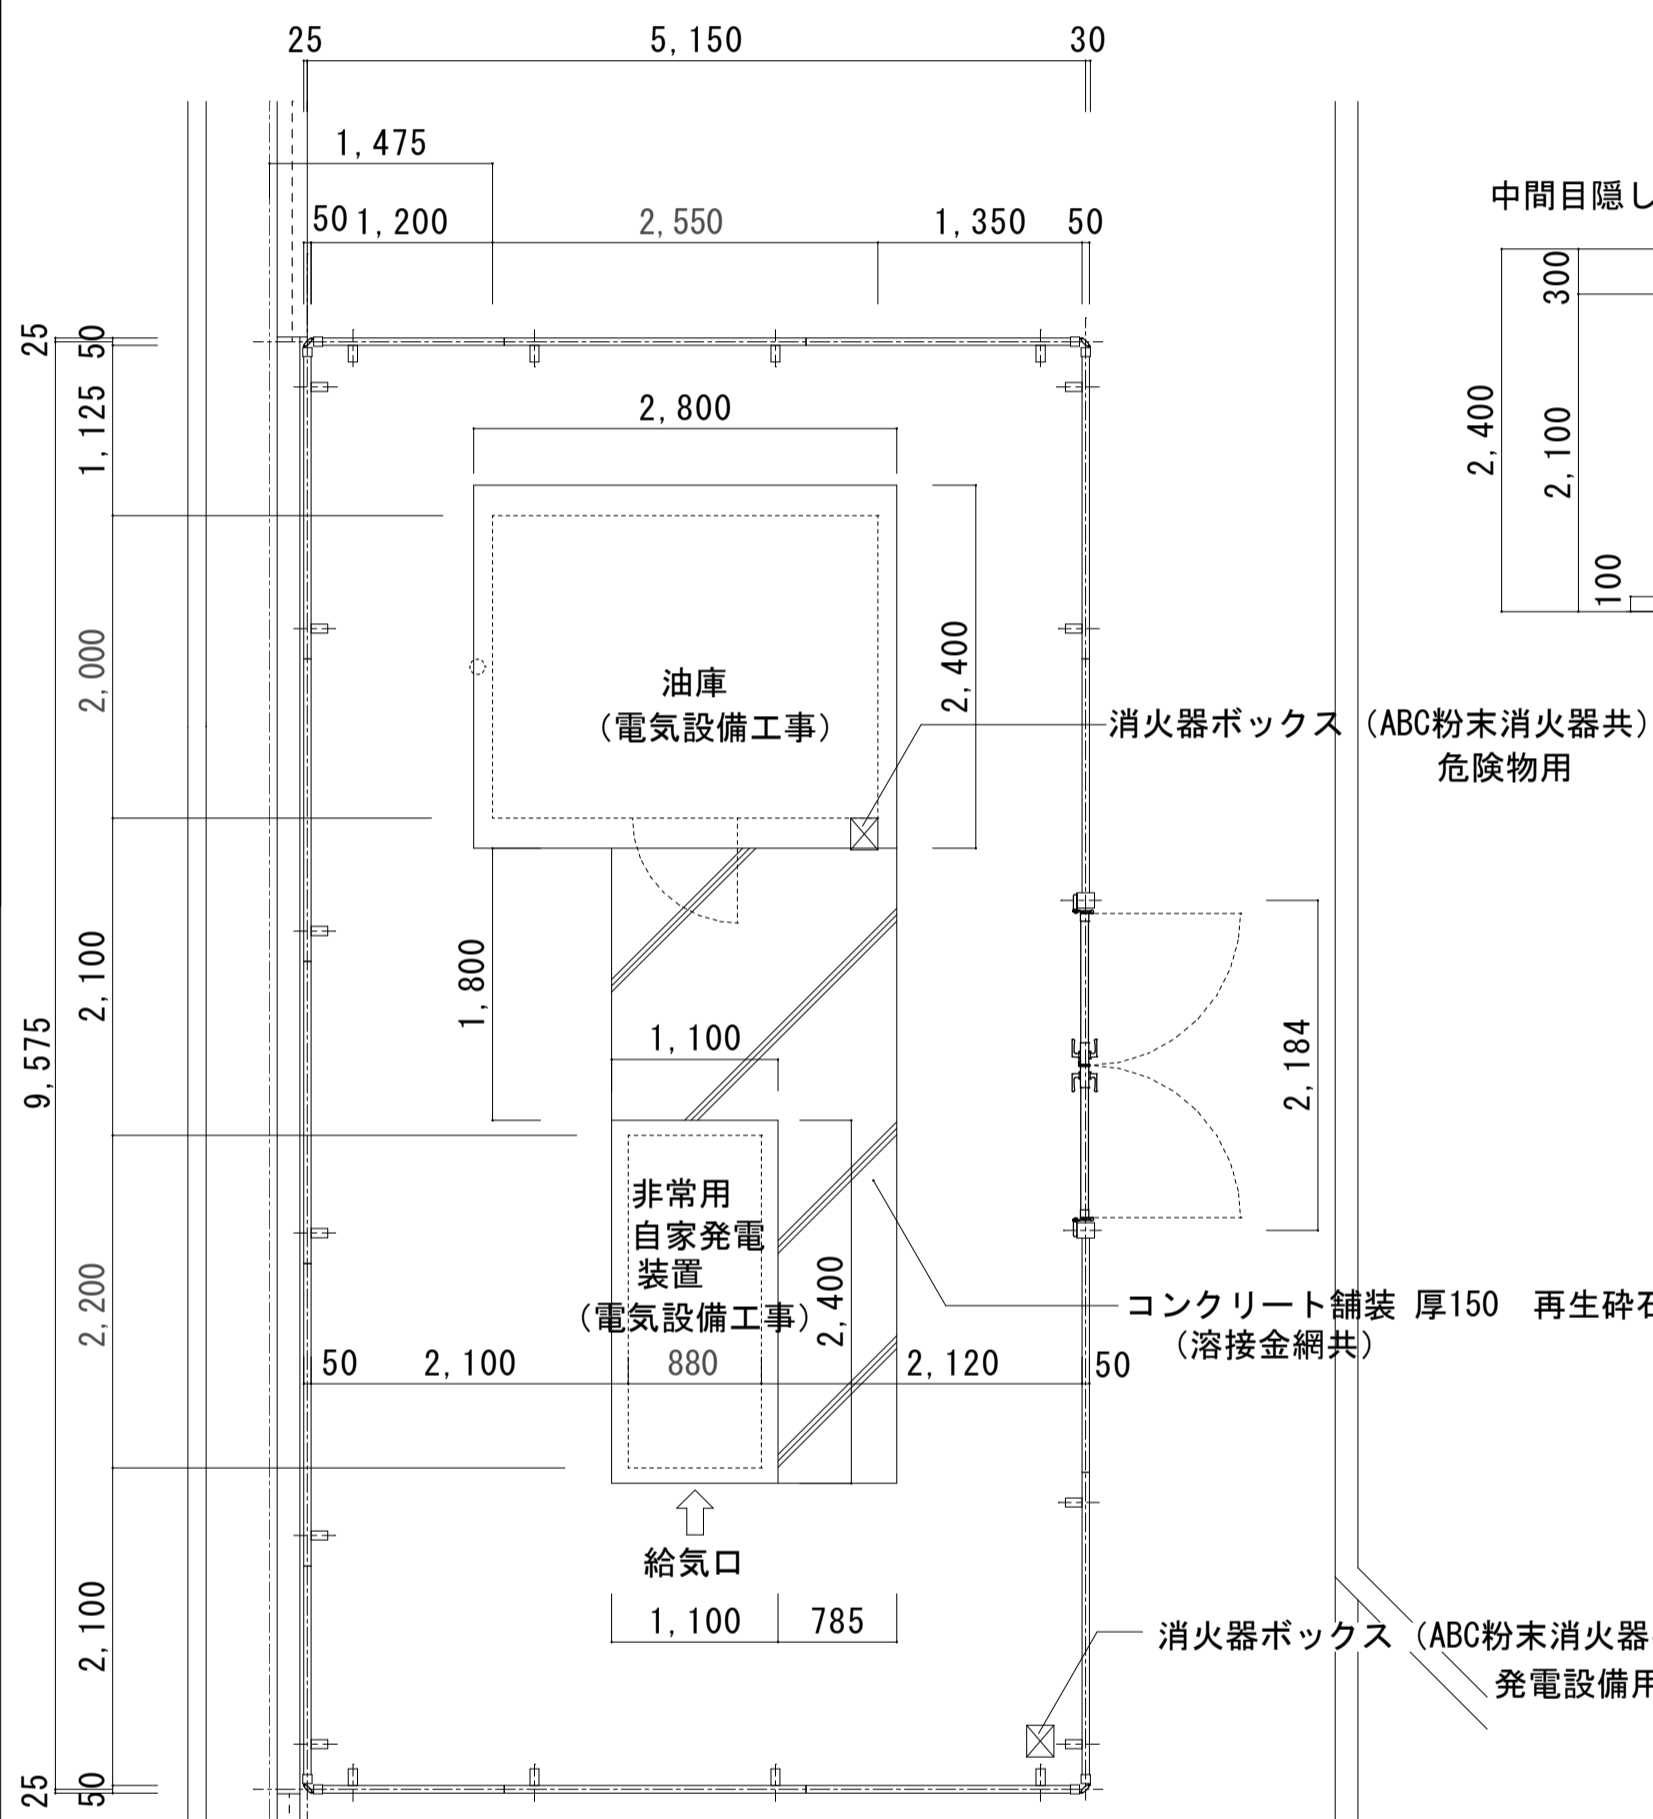 25
5,150
30
1,475
50
1,200
2,550
1,350
50
中間目隠し
300
2,400
2,100
100
25
50
1,125
2,800
2,000
油庫
（電気設備工事）
2,400
消火器ボックス（ABC粉末消火器共）
危険物用
2,100
9,575
1,800
1,100
2,184
2,200
非常用
自家発電
装置
（電気設備工事）
2,400
コンクリート舗装 厚150　再生砕石
（溶接金網共）
50
2,100
880
2,120
50
給気口
1,100
785
2,100
消火器ボックス（ABC粉末消火器
発電設備用
25
50